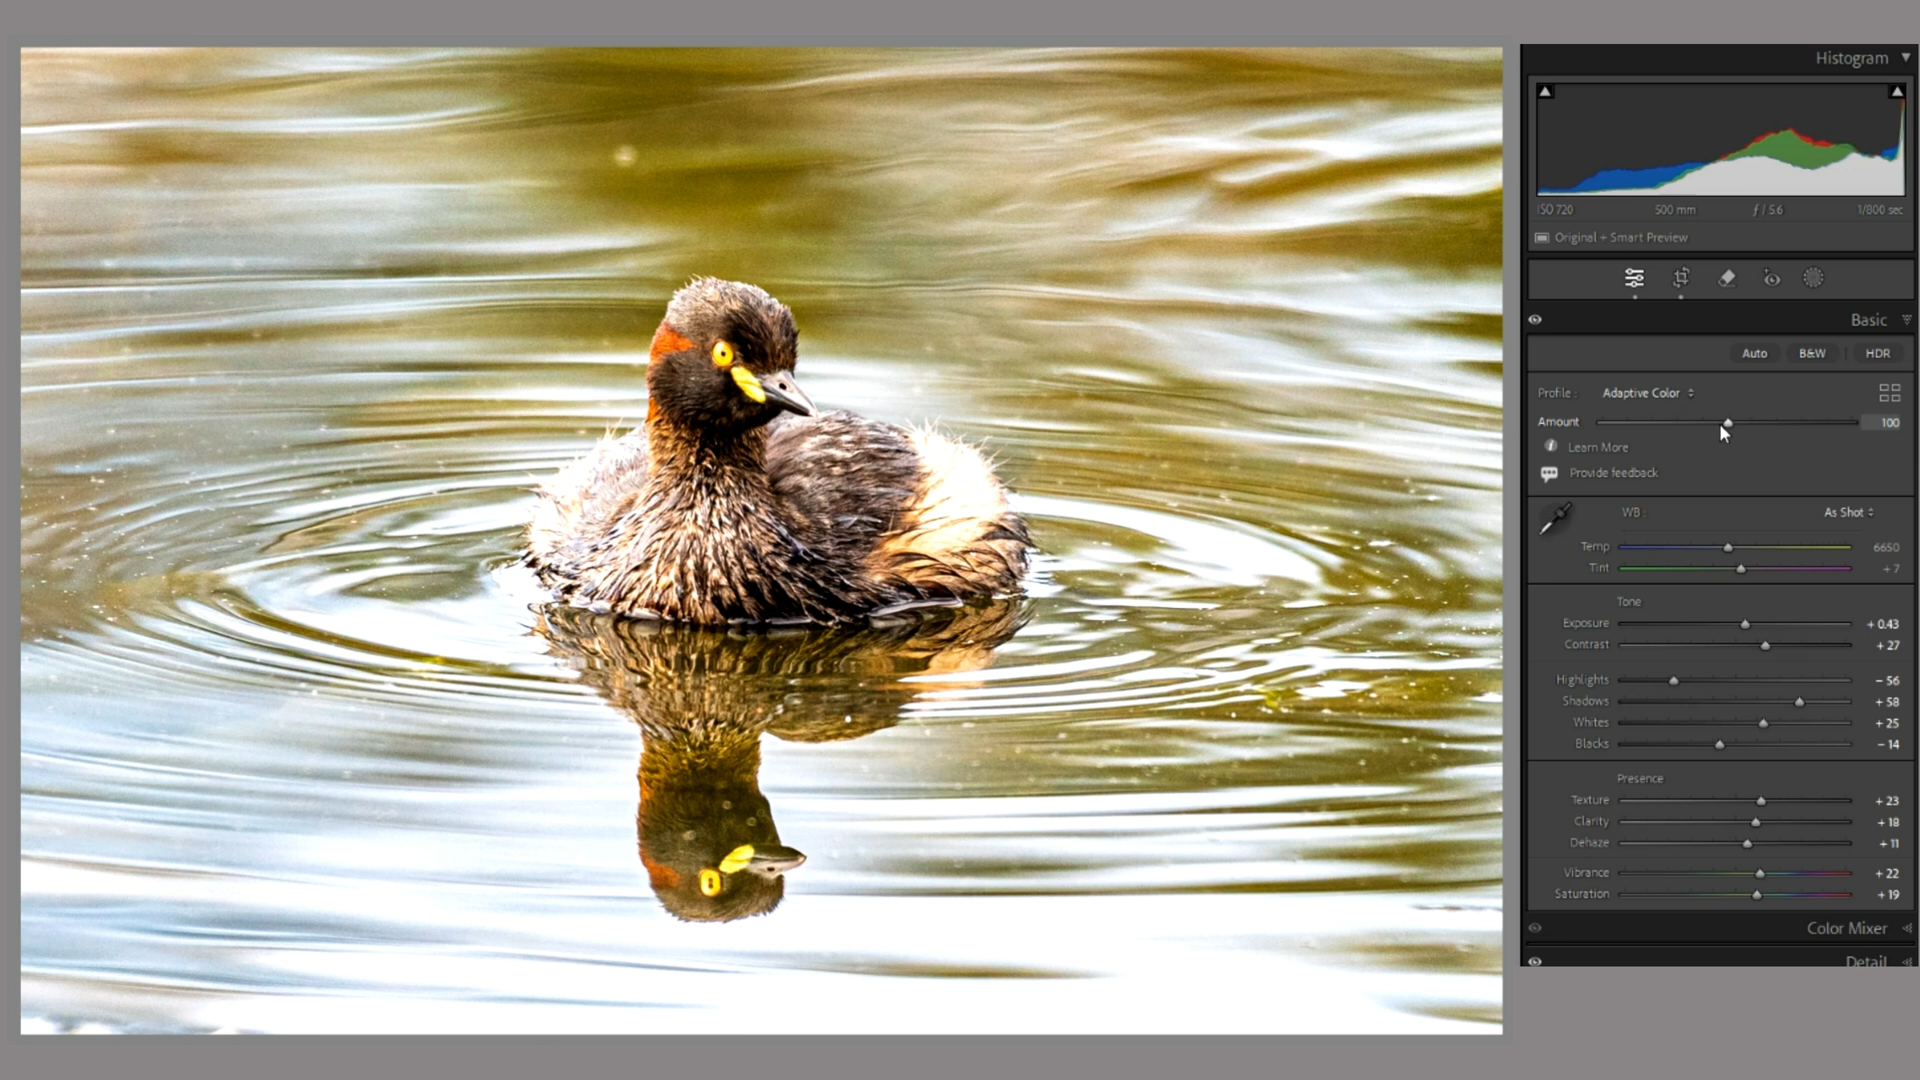 Histogram
ISO 720 500 mm ƒ / 5.6 1/800 sec
Original + Smart Preview
Basic
Auto B&W HDR
Profile : Adaptive Color
Amount 100
Learn More
Provide feedback
WB : As Shot
Temp 6650
Tint + 7
Tone
Exposure + 0.43
Contrast + 27
Highlights − 56
Shadows + 58
Whites + 25
Blacks − 14
Presence
Texture + 23
Clarity + 18
Dehaze + 11
Vibrance + 22
Saturation + 19
Color Mixer
Detail